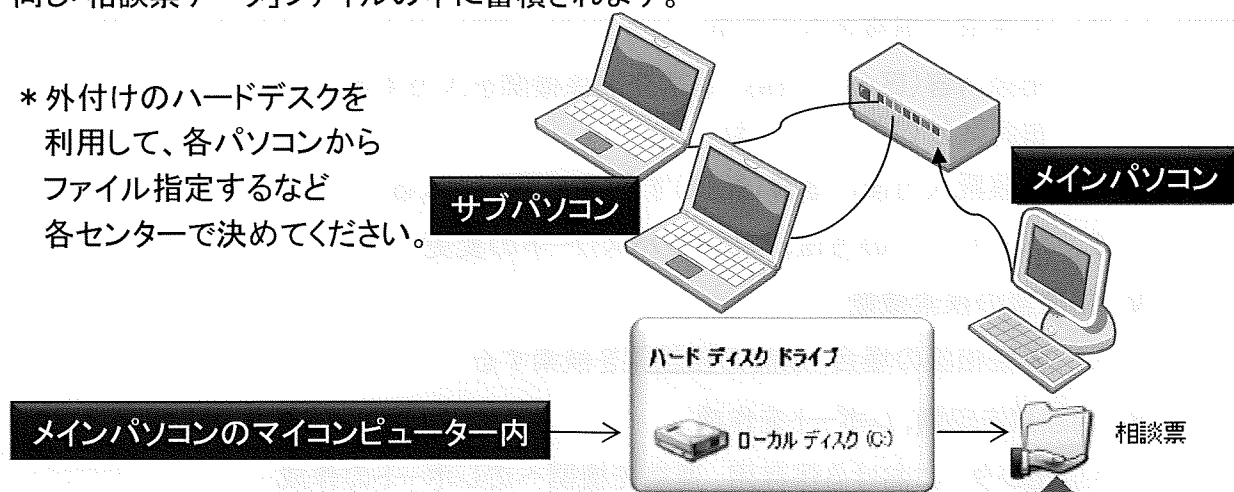 同じ「相談票データ」ファイルの中に蓄積されます。
*外付けのハードデスクを
利用して、各パソコンから
ファイル指定するなど
各センターで決めてください。
サブパソコン
メインパソコン
ハード ディスク ドライブ
メインパソコンのマイコンピューター内
ローカル ディスク (C:)
相談票